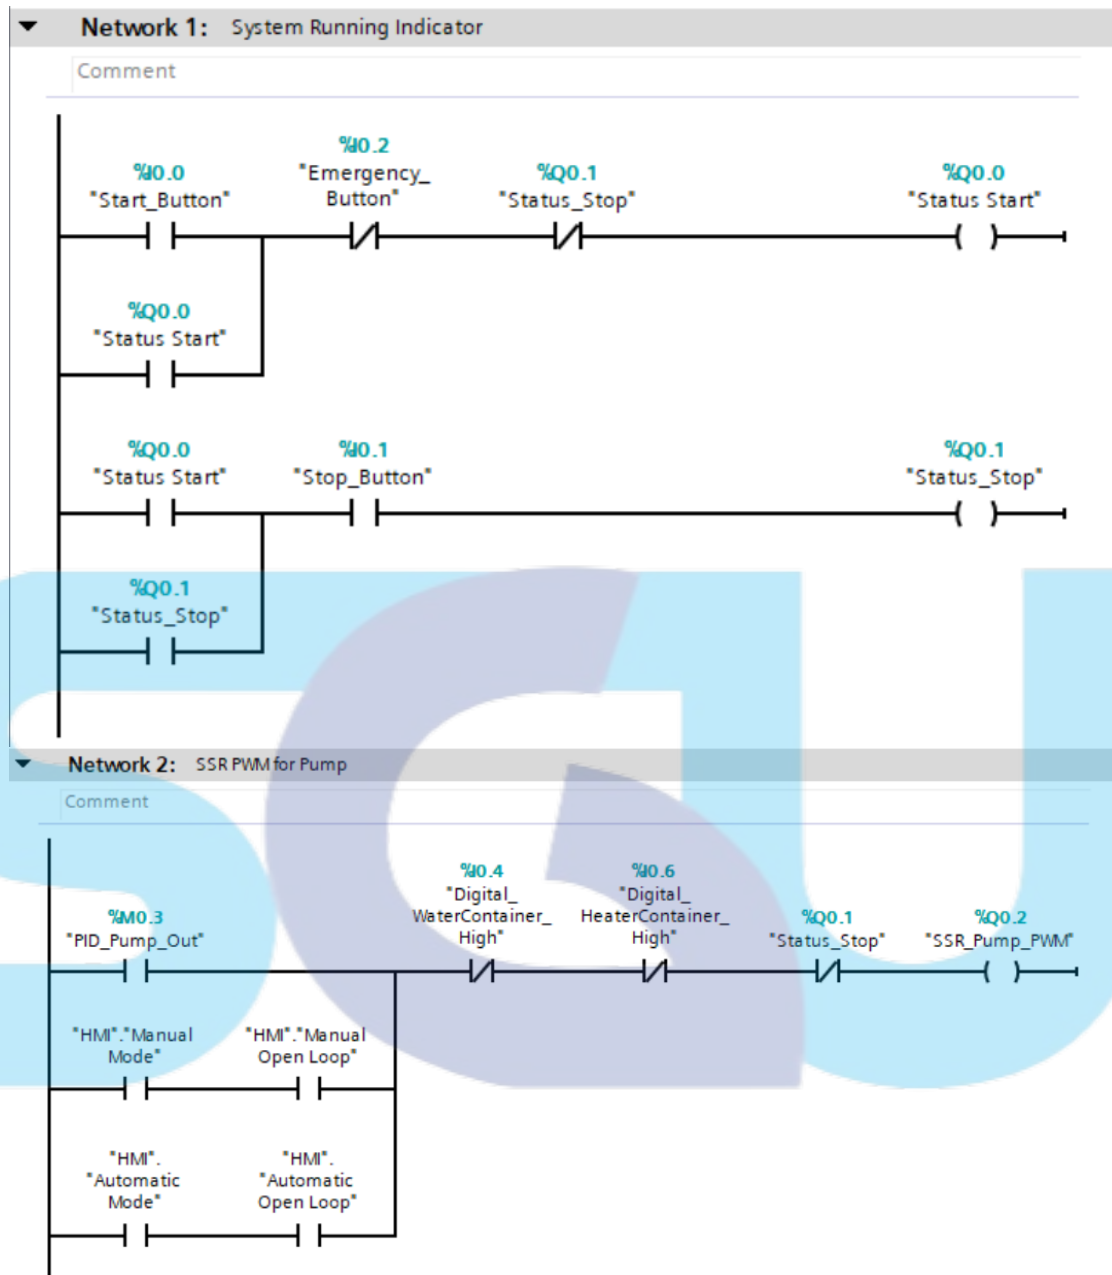 Network 1: System Running Indicator
Comment
%I0.0
"Start_Button"
%I0.2
"Emergency_
Button"
%Q0.1
"Status_Stop"
%Q0.0
"Status Start"
%Q0.0
"Status Start"
%Q0.0
"Status Start"
%I0.1
"Stop_Button"
%Q0.1
"Status_Stop"
%Q0.1
"Status_Stop"
Network 2: SSR PWM for Pump
Comment
%M0.3
"PID_Pump_Out"
%I0.4
"Digital_
WaterContainer_
High"
%I0.6
"Digital_
HeaterContainer_
High"
%Q0.1
"Status_Stop"
%Q0.2
"SSR_Pump_PWM"
"HMI"."Manual
Mode"
"HMI"."Manual
Open Loop"
"HMI".
"Automatic
Mode"
"HMI".
"Automatic
Open Loop"
SGU